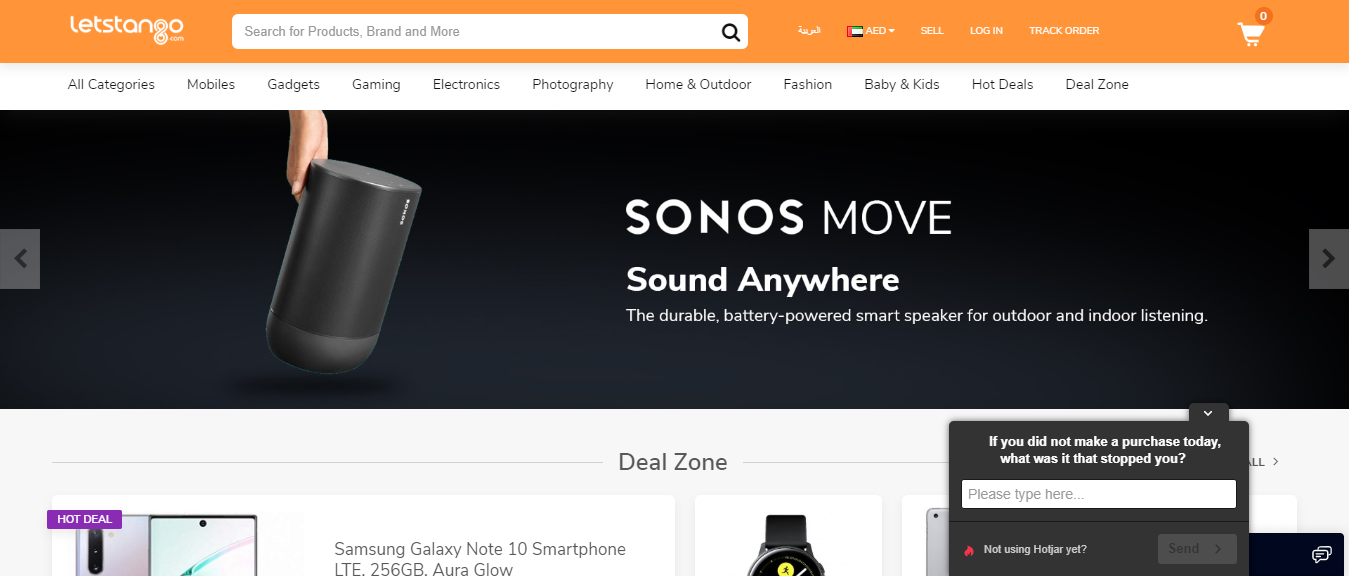 letstango
.com
Search for Products, Brand and More
العربية
AED
SELL
LOG IN
TRACK ORDER
0
All Categories
Mobiles
Gadgets
Gaming
Electronics
Photography
Home & Outdoor
Fashion
Baby & Kids
Hot Deals
Deal Zone
SONOS
SONOS MOVE
Sound Anywhere
The durable, battery-powered smart speaker for outdoor and indoor listening.
Deal Zone
ALL
HOT DEAL
Samsung Galaxy Note 10 Smartphone
LTE, 256GB, Aura Glow
If you did not make a purchase today,
what was it that stopped you?
Please type here...
Not using Hotjar yet?
Send